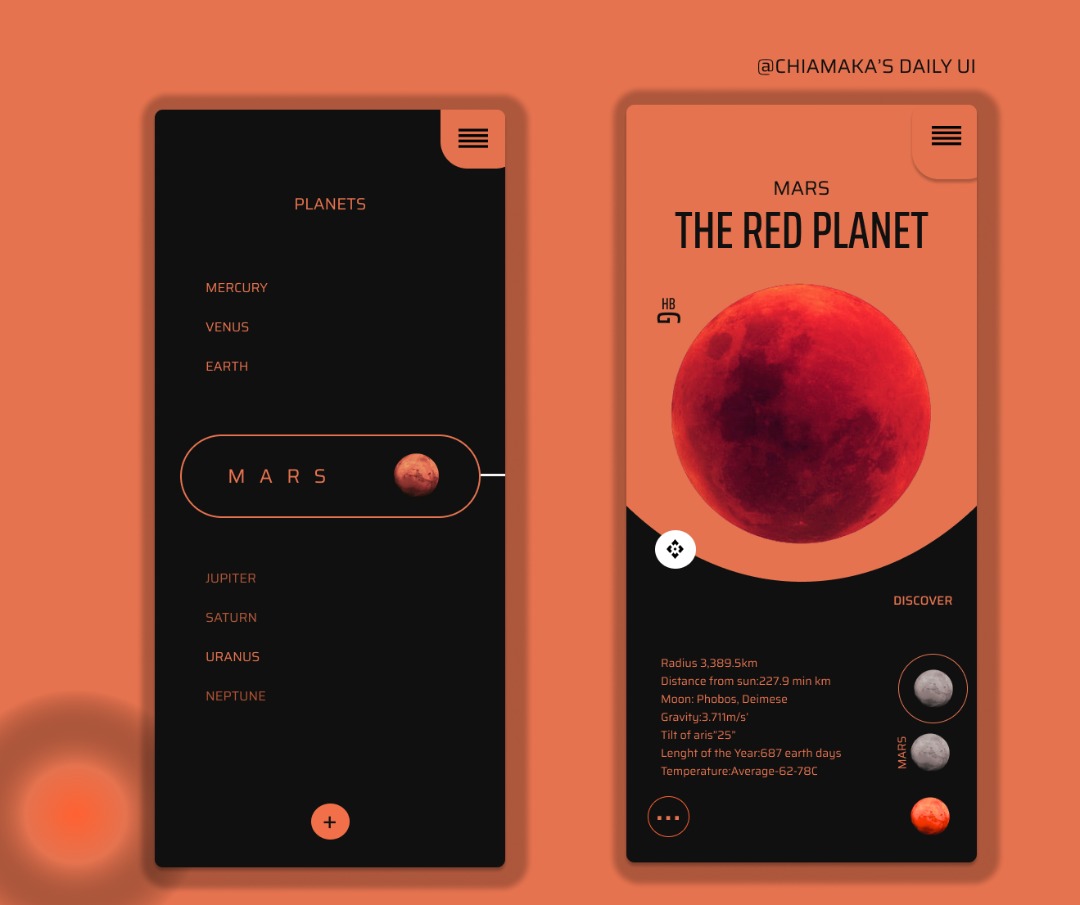 @CHIAMAKA'S DAILY UI
PLANETS
MERCURY
VENUS
EARTH
MARS
JUPITER
SATURN
URANUS
NEPTUNE
+
MARS
THE RED PLANET
HB
DISCOVER
Radius 3,389.5km
Distance from sun:227.9 min km
Moon: Phobos, Deimese
Gravity:3.711m/s'
Tilt of aris"25"
Lenght of the Year:687 earth days
Temperature:Average-62-78C
MARS